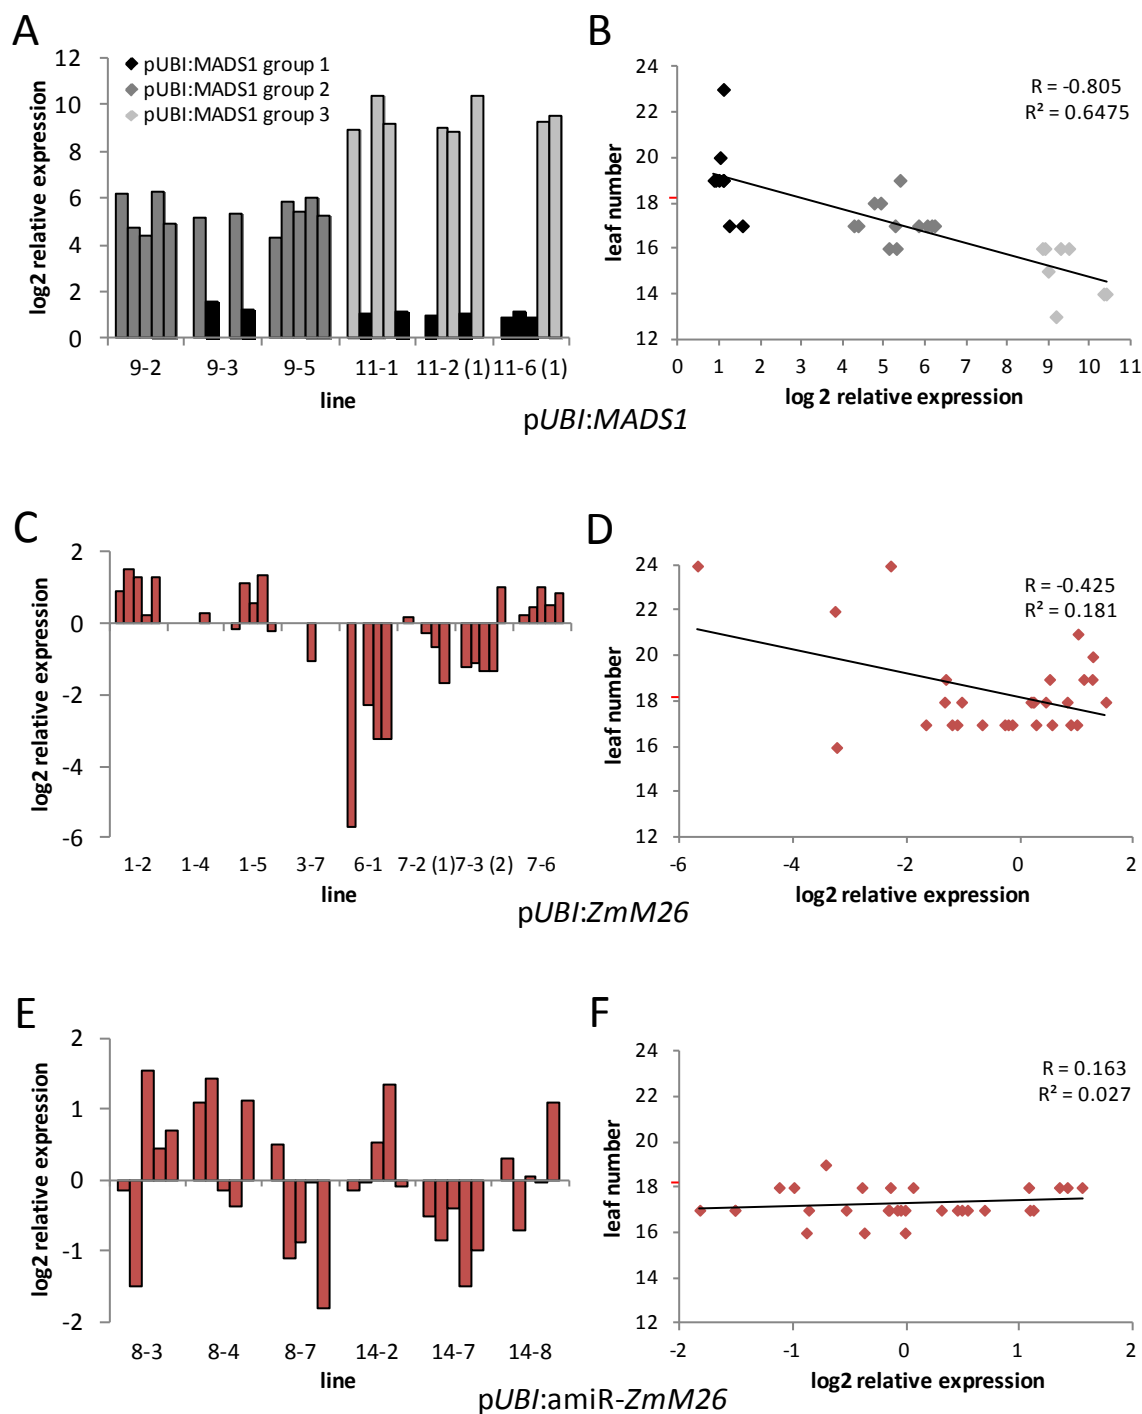 A
12
10
8
6
4
2
0
log2 relative expression
pUBI:MADS1 group 1
pUBI:MADS1 group 2
pUBI:MADS1 group 3
9-2 9-3 9-5 11-1 11-2 (1) 11-6 (1)
line
B
24
22
20
18
16
14
12
leaf number
R = -0.805
R² = 0.6475
0 1 2 3 4 5 6 7 8 9 10 11
log 2 relative expression
pUBI:MADS1
C
2
0
-2
-4
-6
log2 relative expression
1-2 1-4 1-5 3-7 6-1 7-2 (1) 7-3 (2) 7-6
line
D
24
22
20
18
16
14
12
leaf number
R = -0.425
R² = 0.181
-6 -4 -2 0 2
log2 relative expression
pUBI:ZmM26
E
2
1
0
-1
-2
log2 relative expression
8-3 8-4 8-7 14-2 14-7 14-8
line
F
24
22
20
18
16
14
12
leaf number
R = 0.163
R² = 0.027
-2 -1 0 1 2
log2 relative expression
pUBI:amiR-ZmM26